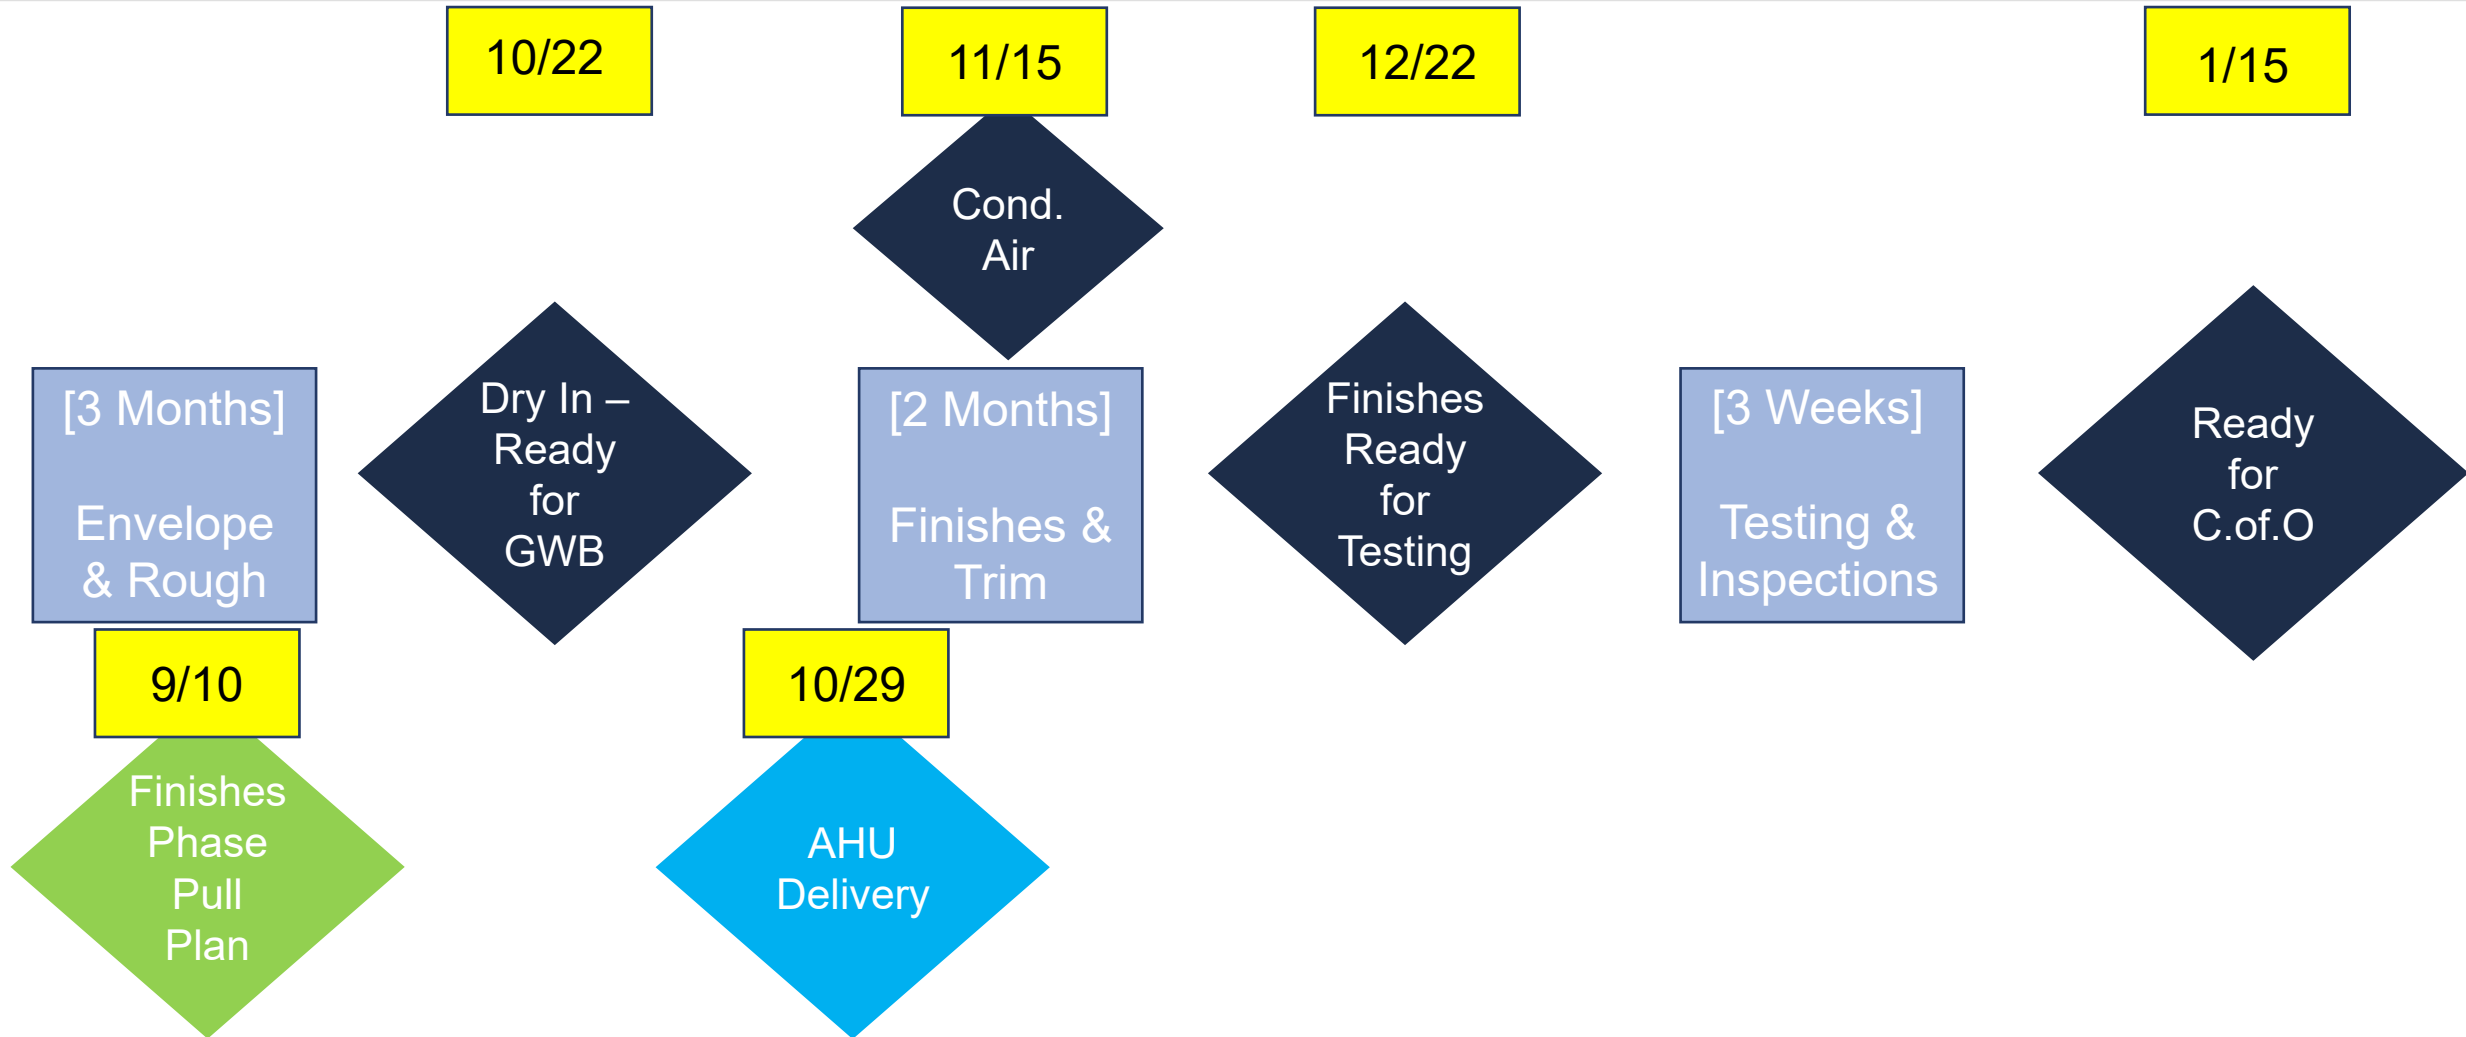 10/22
11/15
12/22
1/15
Cond.
Air
[3 Months]
Envelope
& Rough
Dry In –
Ready
for
GWB
[2 Months]
Finishes &
Trim
Finishes
Ready
for
Testing
[3 Weeks]
Testing &
Inspections
Ready
for
C.of.O
9/10
10/29
Finishes
Phase
Pull
Plan
AHU
Delivery